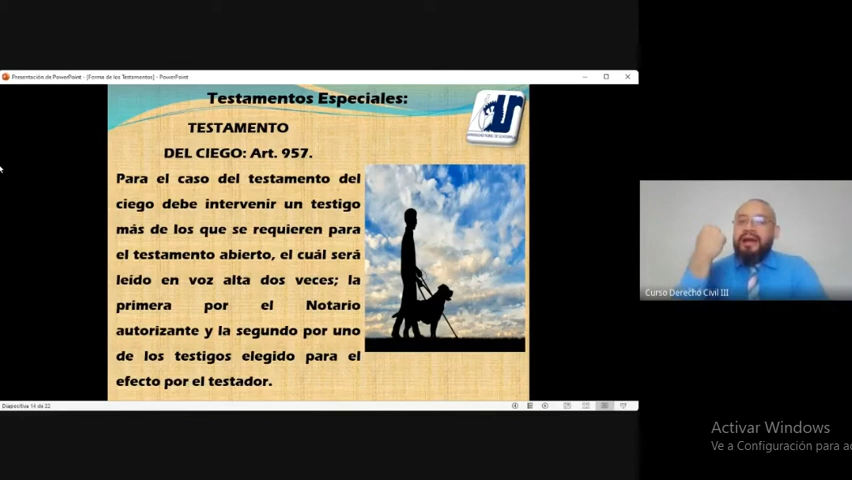 Presentación de PowerPoint - [Forma de los Testamentos] - PowerPoint
Testamentos Especiales:
TESTAMENTO
DEL CIEGO: Art. 957.
Para el caso del testamento del
ciego debe intervenir un testigo
más de los que se requieren para
el testamento abierto, el cuál será
leído en voz alta dos veces; la
primera por el Notario
autorizante y la segundo por uno
de los testigos elegido para el
efecto por el testador.
Diapositiva 14 de 22
Curso Derecho Civil III
Activar Windows
Ve a Configuración para ac